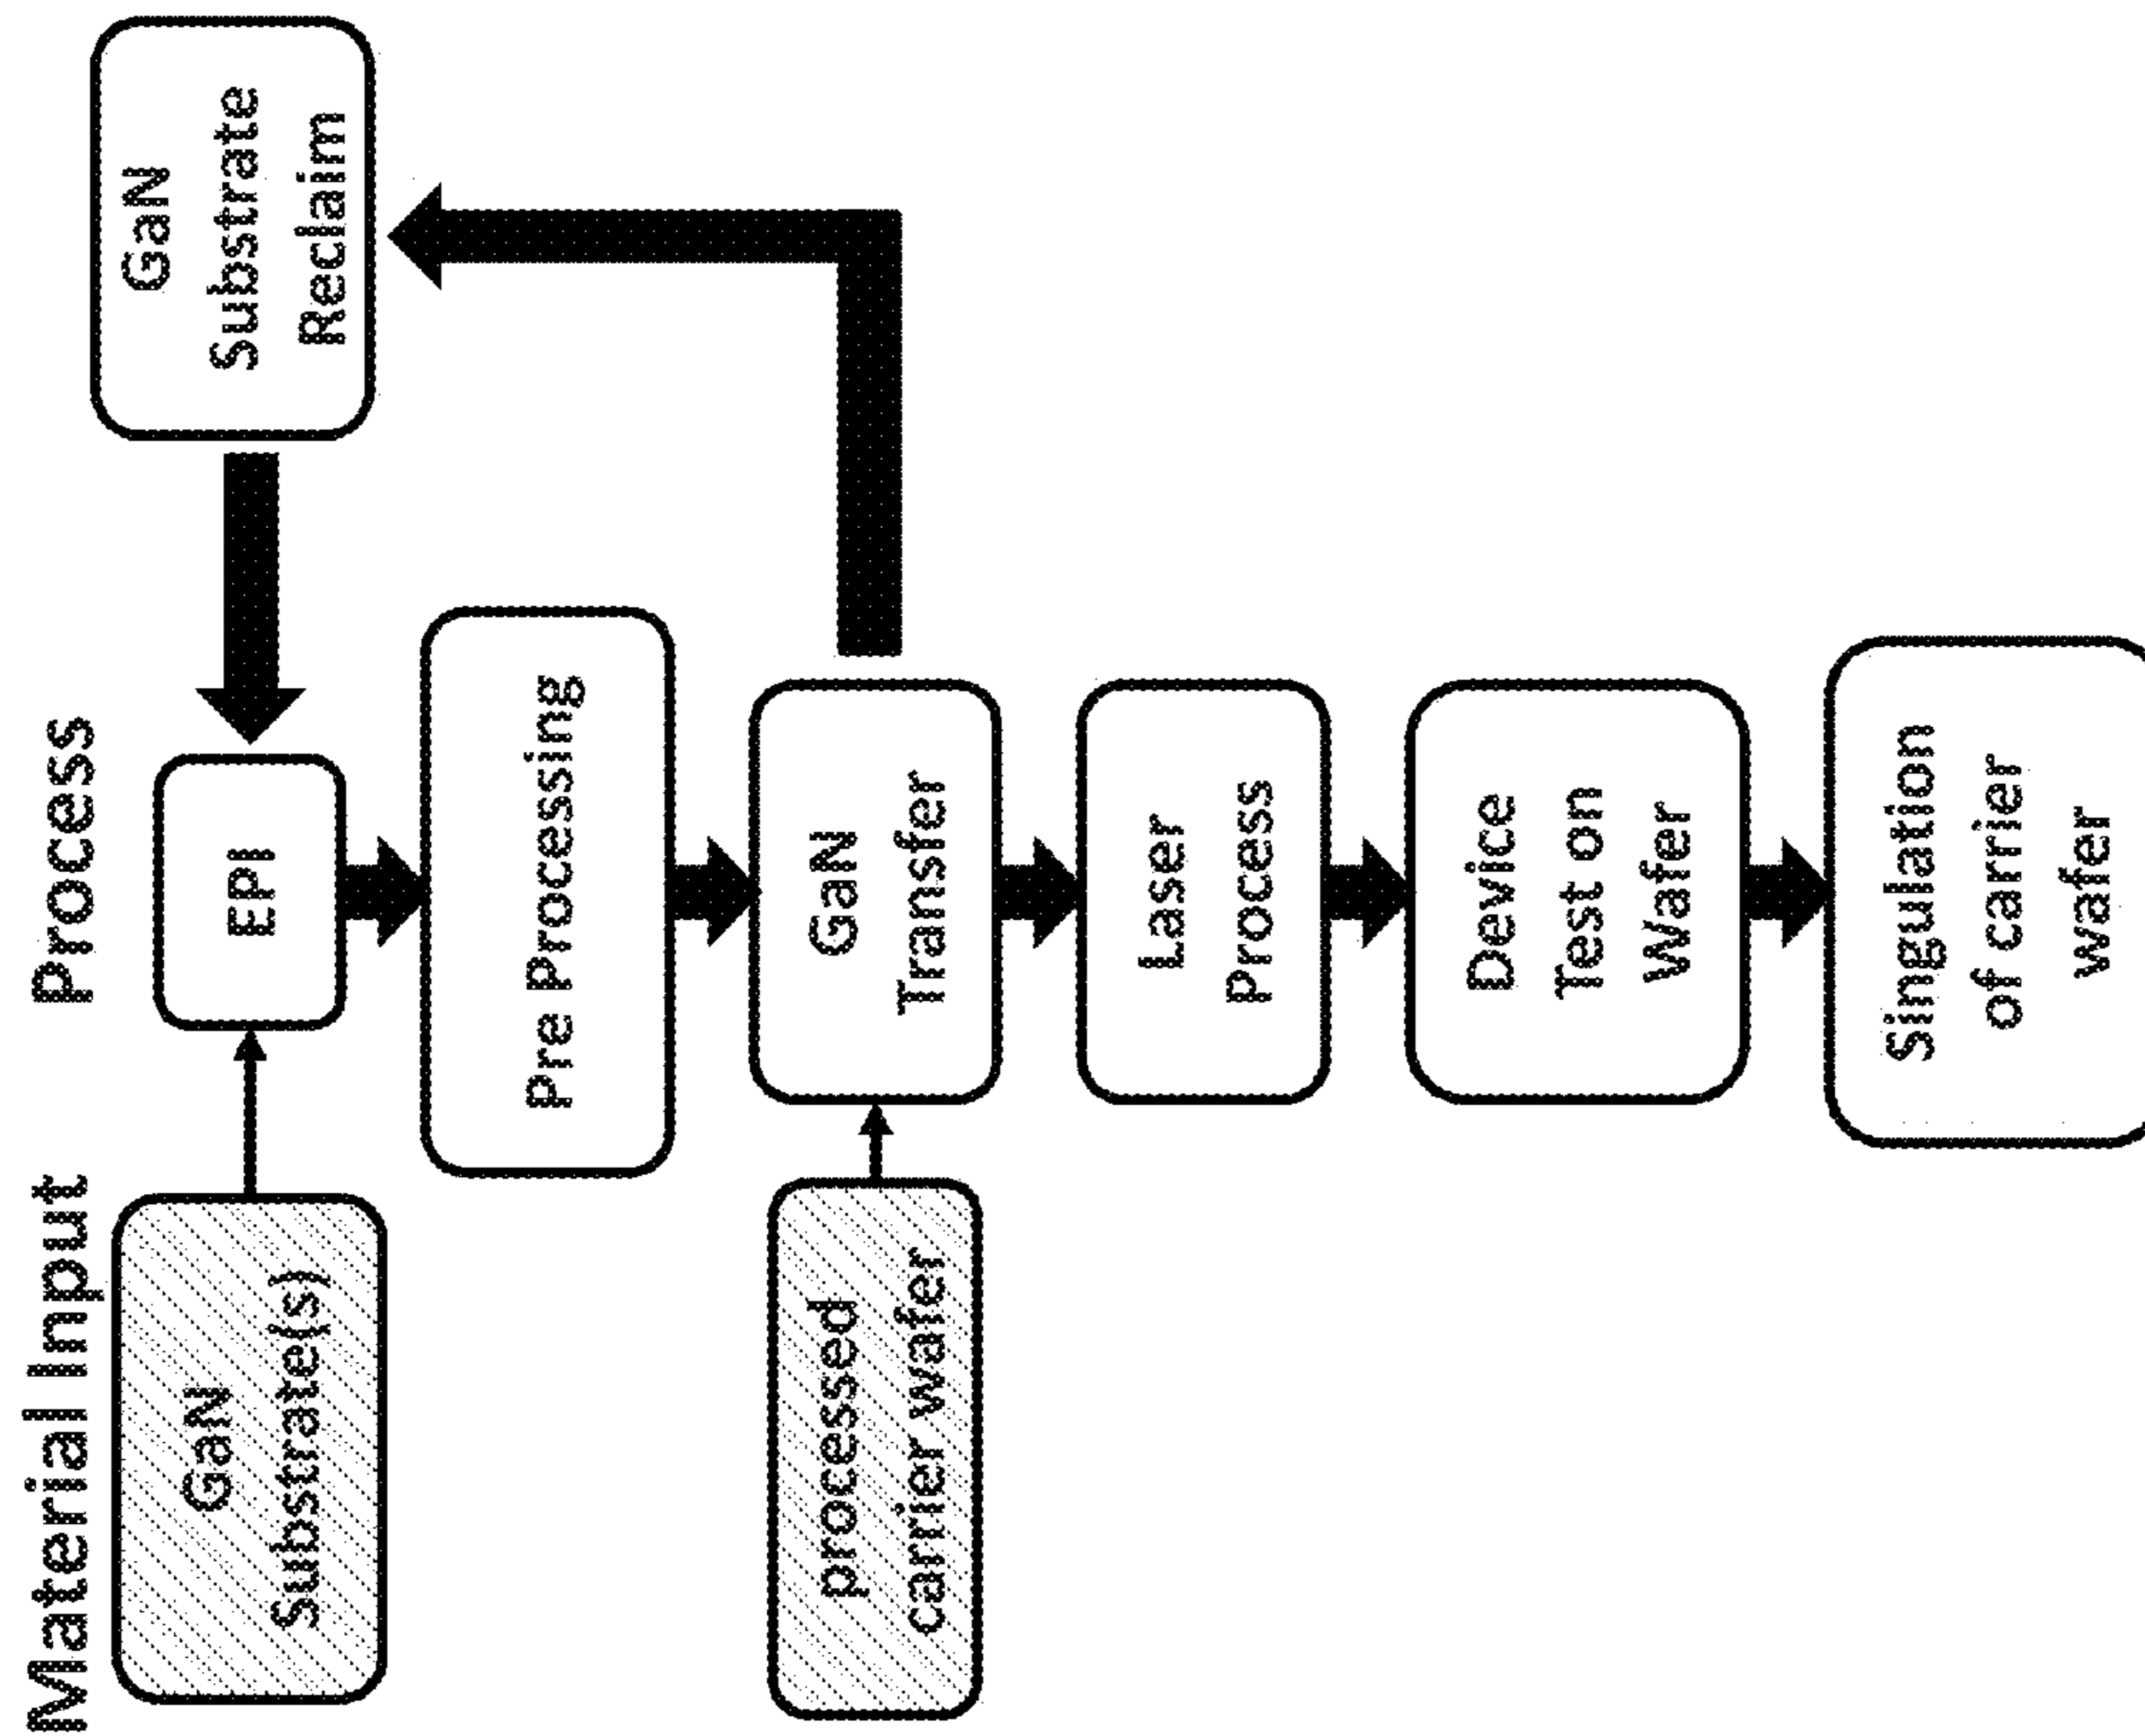 Material Input
Process
GaN
Substrate(s)
EPI
GaN
Substrate
Reclaim
Pre Processing
processed
carrier wafer
GaN
Transfer
Laser
Process
Device
Test on
Wafer
Singulation
of carrier
wafer